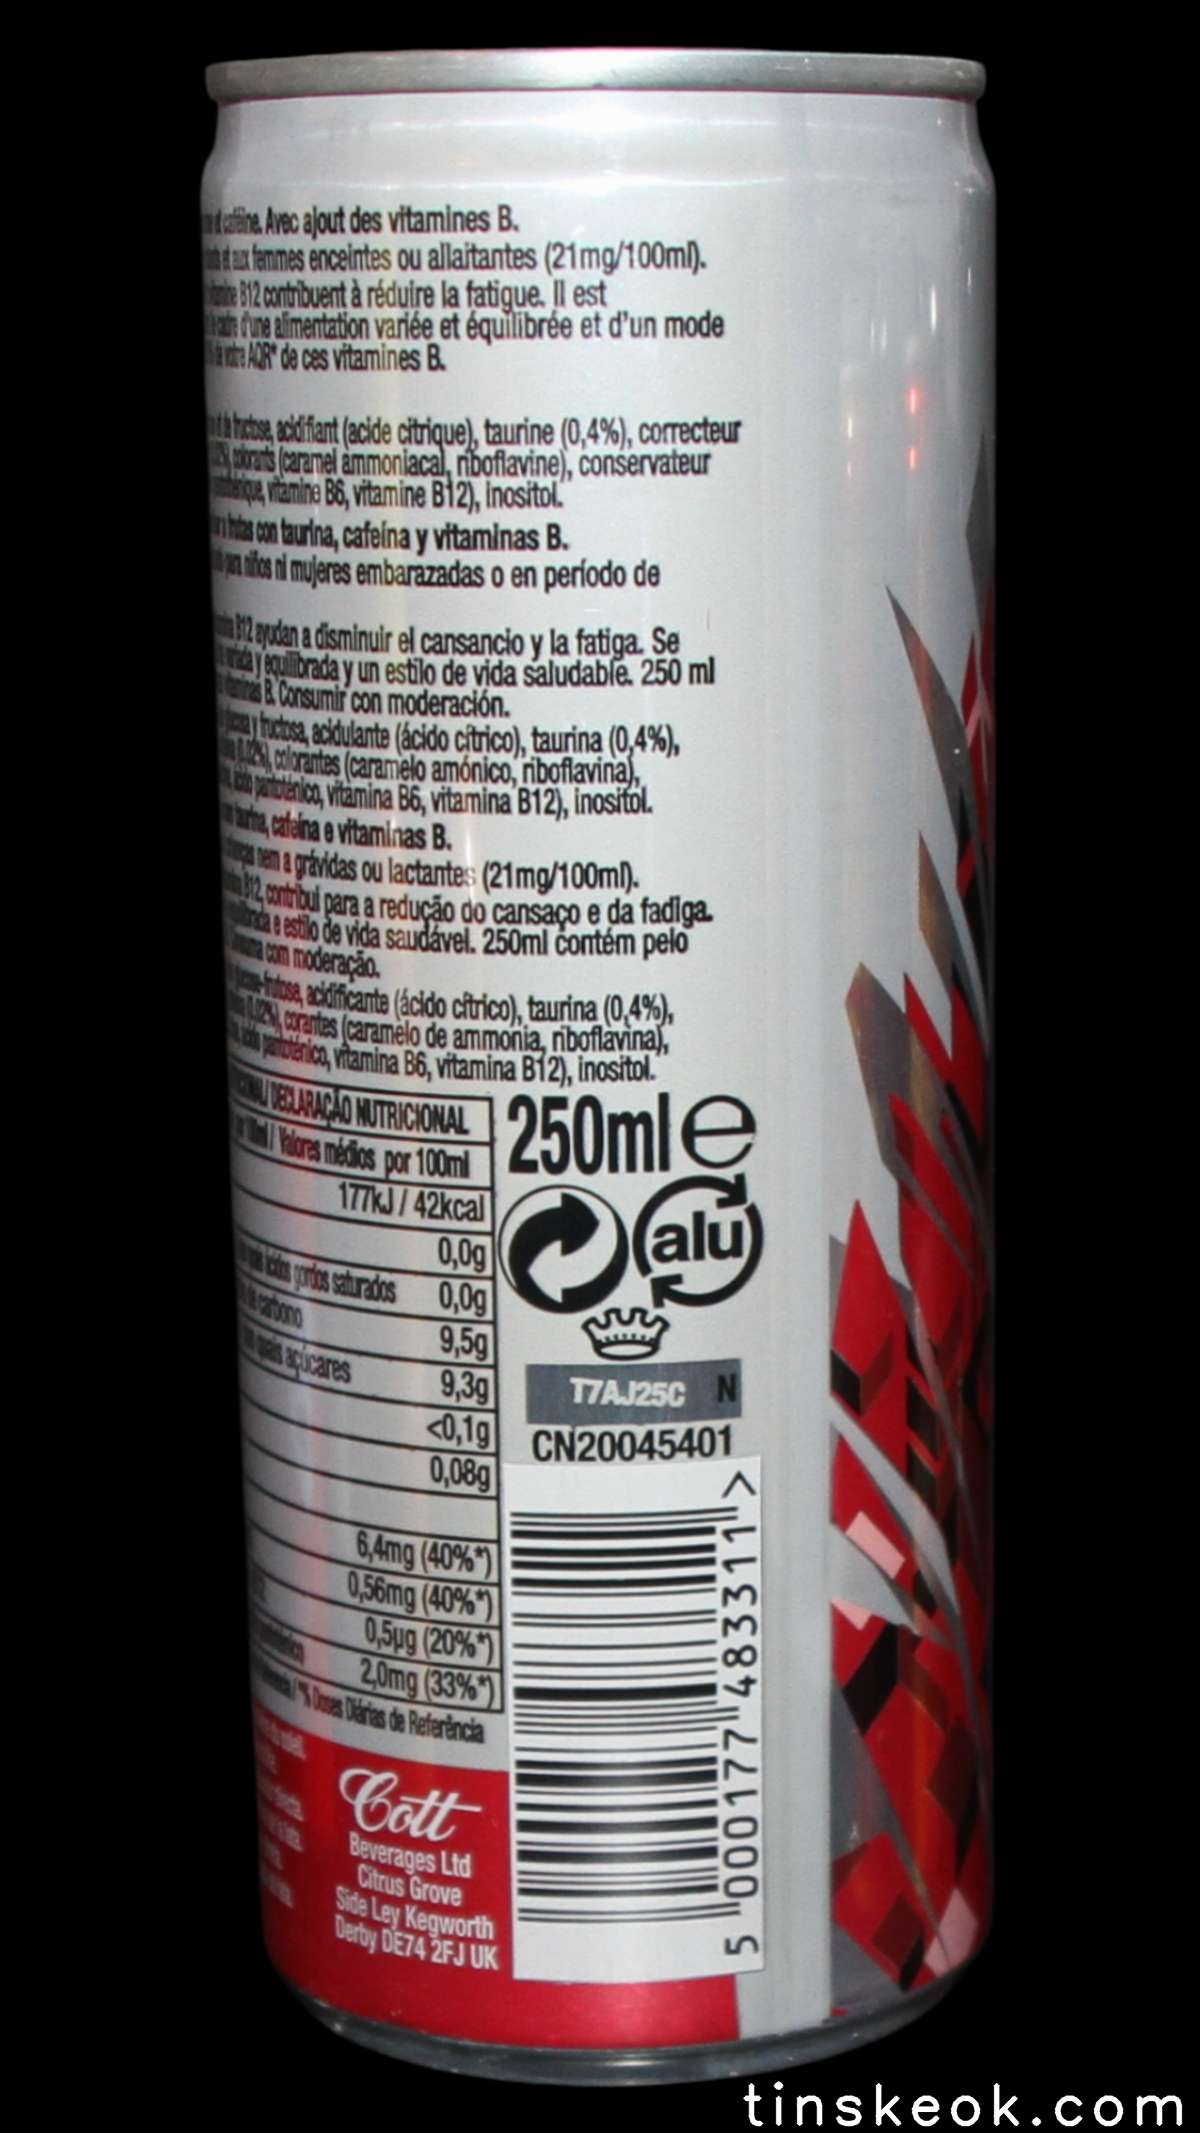 et caféine. Avec ajout des vitamines B.
et aux femmes enceintes ou allaitantes (21mg/100ml).
B12 contribuent à réduire la fatigue. Il est
cadre d'une alimentation variée et équilibrée et d'un mode
de votre AQR* de ces vitamines B.
et de fructose, acidifiant (acide citrique), taurine (0,4%), correcteur
colorants (caramel ammoniacal, riboflavine), conservateur
vitamine B6, vitamine B12), inositol.
frutas con taurina, cafeína y vitaminas B.
para niños ni mujeres embarazadas o en período de
B12 ayudan a disminuir el cansancio y la fatiga. Se
variada y equilibrada y un estilo de vida saludable. 250 ml
vitaminas B. Consumir con moderación.
glucosa y fructosa, acidulante (ácido cítrico), taurina (0,4%),
(0,02%), colorantes (caramelo amónico, riboflavina),
ácido pantoténico, vitamina B6, vitamina B12), inositol.
taurina, cafeína e vitaminas B.
nem a grávidas ou lactantes (21mg/100ml).
B12, contribui para a redução do cansaço e da fadiga.
e estilo de vida saudável. 250ml contém pelo
com moderação.
glucose-frutose, acidificante (ácido cítrico), taurina (0,4%),
(0,02%), corantes (caramelo de ammonia, riboflavina),
ácido pantoténico, vitamina B6, vitamina B12), inositol.
/ DECLARAÇÃO NUTRICIONAL
/ Valores médios por 100ml
177kJ / 42kcal
0,0g
ácidos gordos saturados 0,0g
de carbono 9,5g
quais açúcares 9,3g
<0,1g
0,08g
6,4mg (40%*)
0,56mg (40%*)
0,5µg (20%*)
2,0mg (33%*)
/ *% Doses Diárias de Referência
250ml e
alu
T7AJ25C N
CN20045401
5 000177 483311 >
Cott
Beverages Ltd
Citrus Grove
Side Ley Kegworth
Derby DE74 2FJ UK
tinskeok.com